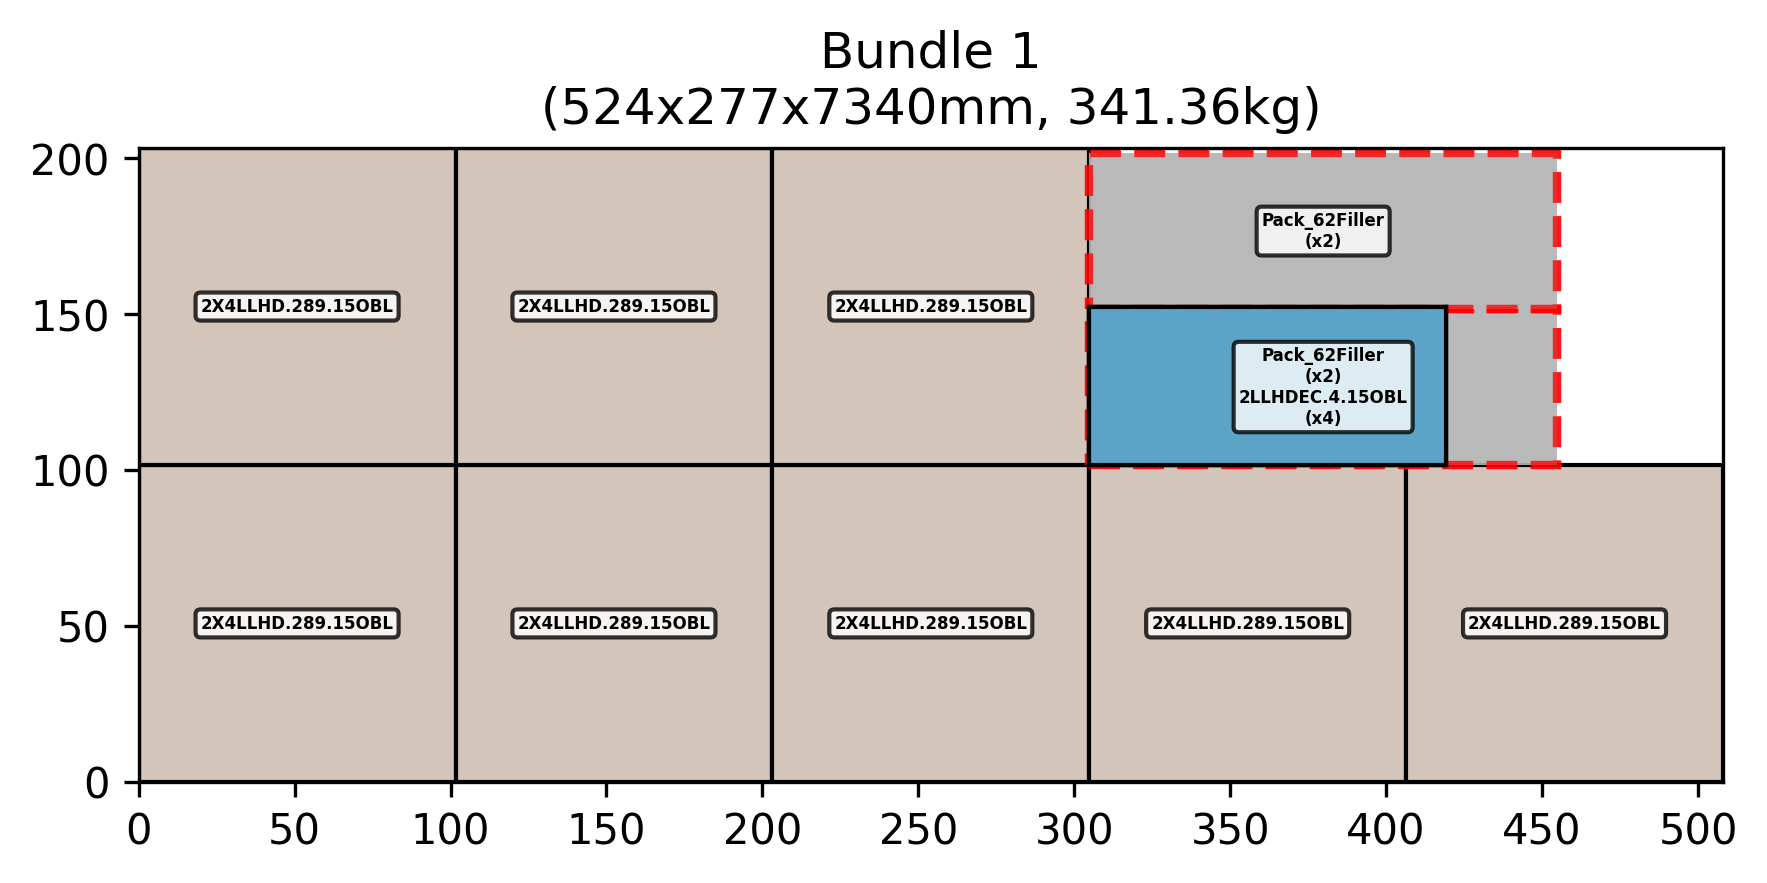 Bundle 1
(524x277x7340mm, 341.36kg)
200
150
100
50
0
Pack_62Filler
(x2)
2X4LLHD.289.15OBL
2X4LLHD.289.15OBL
2X4LLHD.289.15OBL
Pack_62Filler
(x2)
2LLHDEC.4.15OBL
(x4)
2X4LLHD.289.15OBL
2X4LLHD.289.15OBL
2X4LLHD.289.15OBL
2X4LLHD.289.15OBL
2X4LLHD.289.15OBL
0 50 100 150 200 250 300 350 400 450 500